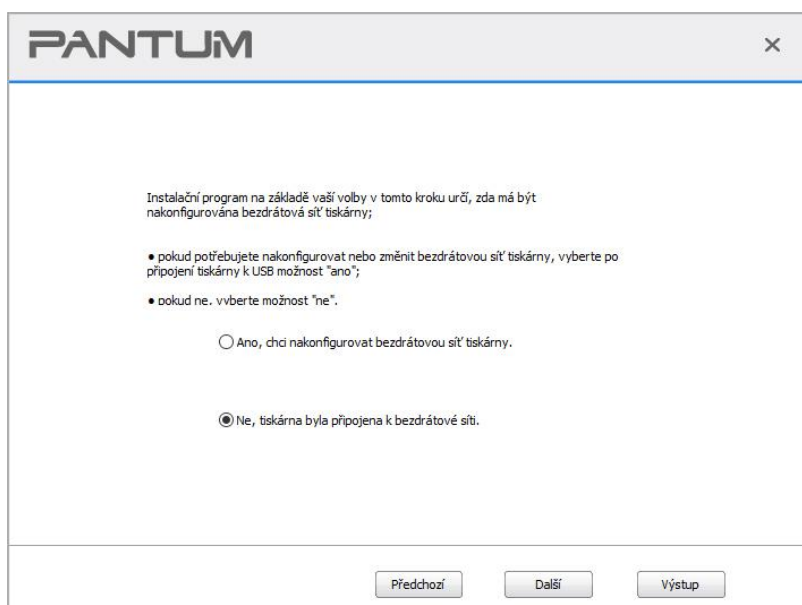 PANTUM
Instalační program na základě vaší volby v tomto kroku určí, zda má být
nakonfigurována bezdrátová síť tiskárny;
● pokud potřebujete nakonfigurovat nebo změnit bezdrátovou síť tiskárny, vyberte po
připojení tiskárny k USB možnost "ano";
● pokud ne, vyberte možnost "ne".
Ano, chci nakonfigurovat bezdrátovou síť tiskárny.
Ne, tiskárna byla připojena k bezdrátové síti.
Předchozí Další Výstup